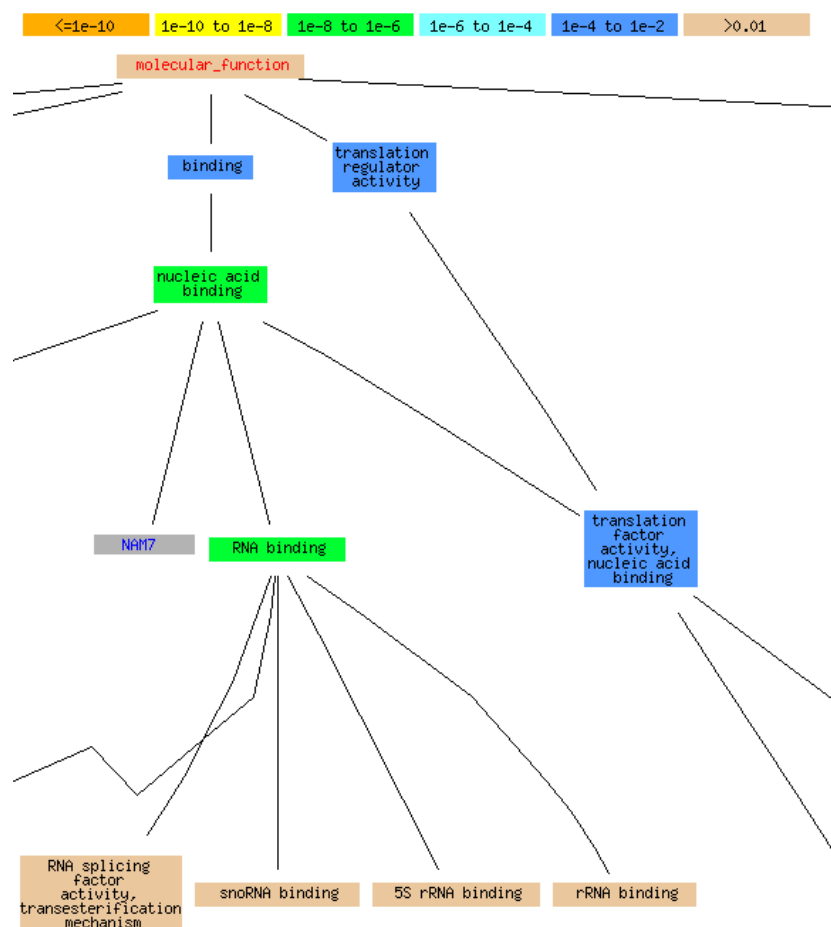 <=1e-10 1e-10 to 1e-8 1e-8 to 1e-6 1e-6 to 1e-4 1e-4 to 1e-2 >0.01
molecular_function
binding
translation
regulator
activity
nucleic acid
binding
NAM7
RNA binding
translation
factor
activity,
nucleic acid
binding
RNA splicing
factor
activity,
transesterification
mechanism
snoRNA binding
5S rRNA binding
rRNA binding